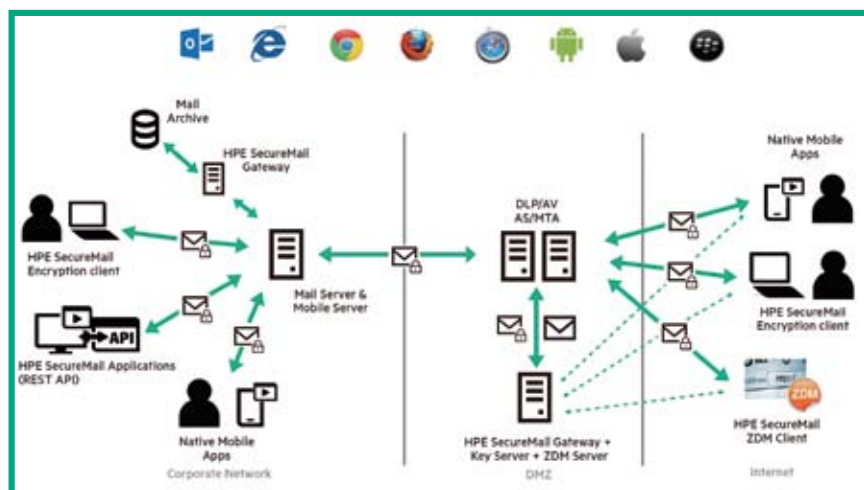 Mail
Archive
HPE SecureMail
Gateway
HPE SecureMail
Encryption client
Mail Server &
Mobile Server
API
HPE SecureMail Applications
(REST API)
Native Mobile
Apps
Corporate Network
DLP/AV
AS/MTA
HPE SecureMail Gateway +
Key Server + ZDM Server
DMZ
Native Mobile
Apps
HPE SecureMail
Encryption client
ZDM
HPE SecureMail
ZDM Client
Internet